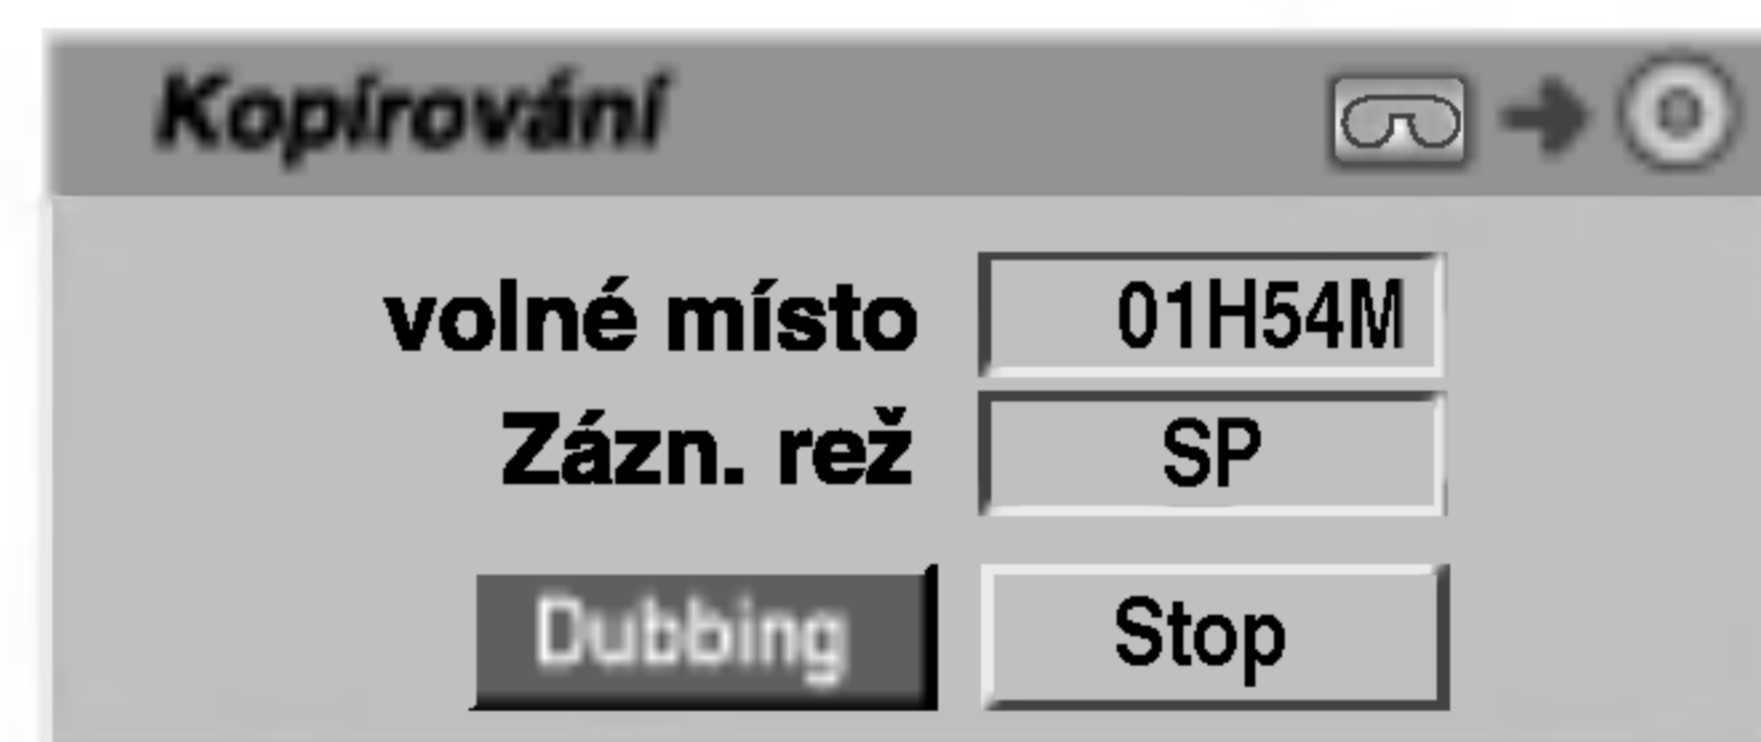 Kopírování
volné místo 01H54M
Zázn. rež SP
Dubbing Stop